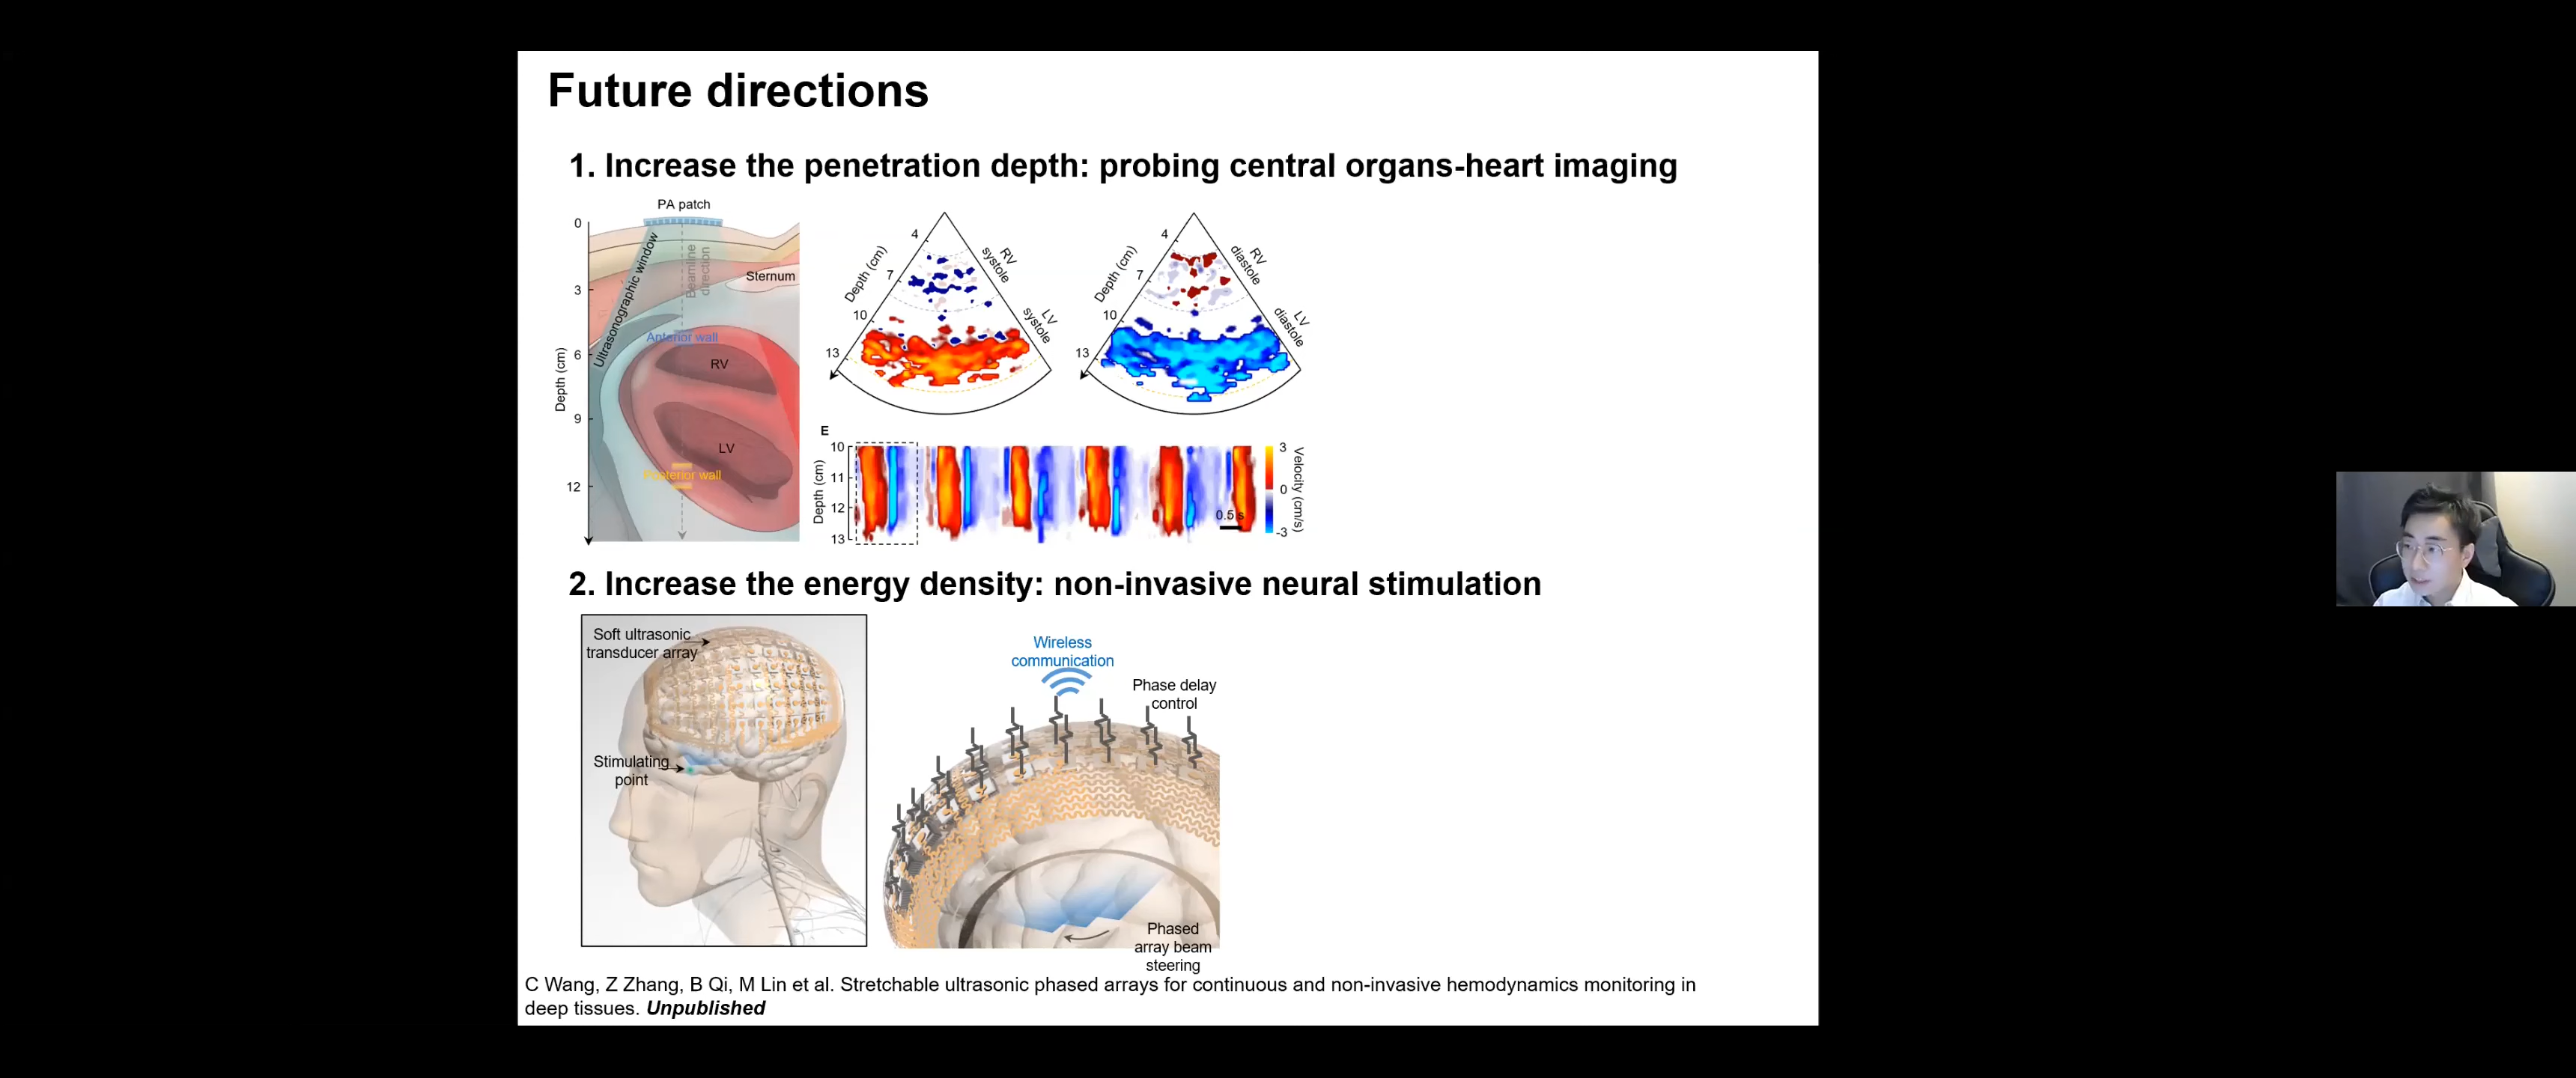 Future directions
1. Increase the penetration depth: probing central organs-heart imaging
PA patch
0
3
6
9
12
Depth (cm)
Ultrasonographic window
Beamline
direction
Sternum
Anterior wall
RV
LV
Posterior wall
4
7
10
13
Depth (cm)
RV
systole
LV
systole
4
7
10
13
Depth (cm)
RV
diastole
LV
diastole
E
10
11
12
13
Depth (cm)
0.5 s
3
0
-3
Velocity (cm/s)
2. Increase the energy density: non-invasive neural stimulation
Soft ultrasonic
transducer array
Stimulating
point
Wireless
communication
Phase delay
control
Phased
array beam
steering
C Wang, Z Zhang, B Qi, M Lin et al. Stretchable ultrasonic phased arrays for continuous and non-invasive hemodynamics monitoring in
deep tissues. Unpublished